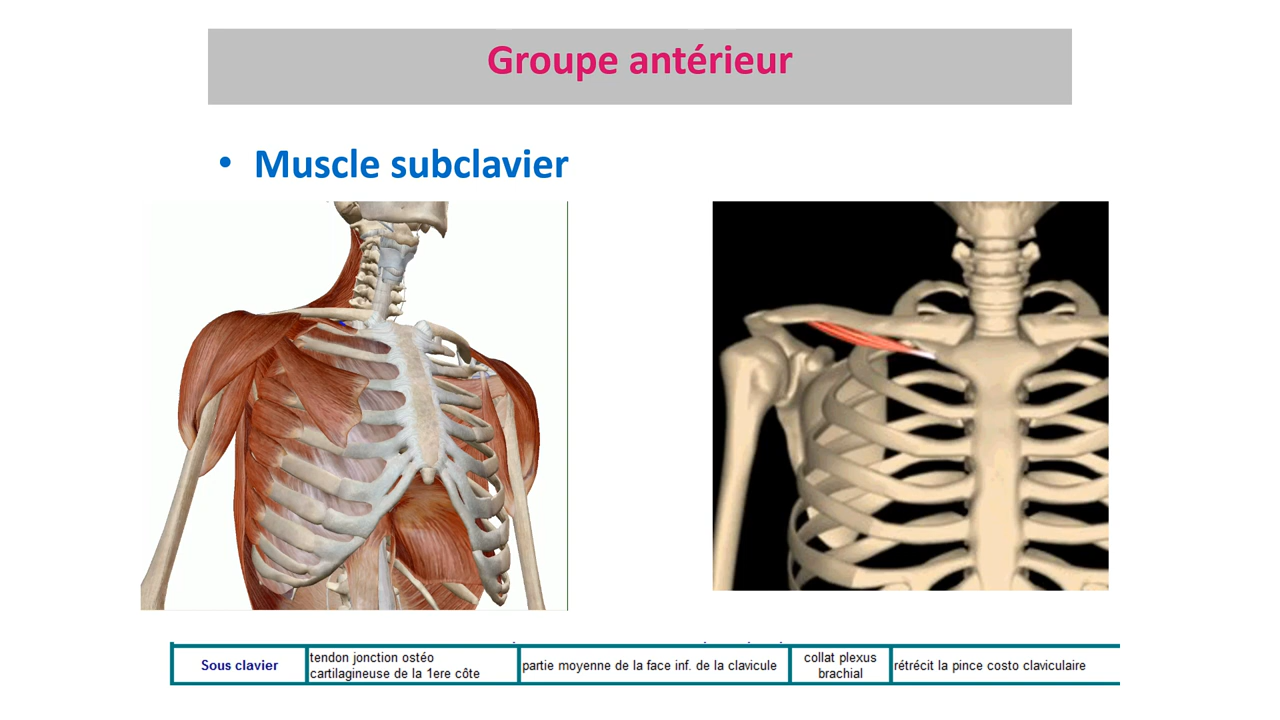 Groupe antérieur
• Muscle subclavier
Sous clavier
tendon jonction ostéo
cartilagineuse de la 1ere côte
partie moyenne de la face inf. de la clavicule
collat plexus
brachial
rétrécit la pince costo claviculaire